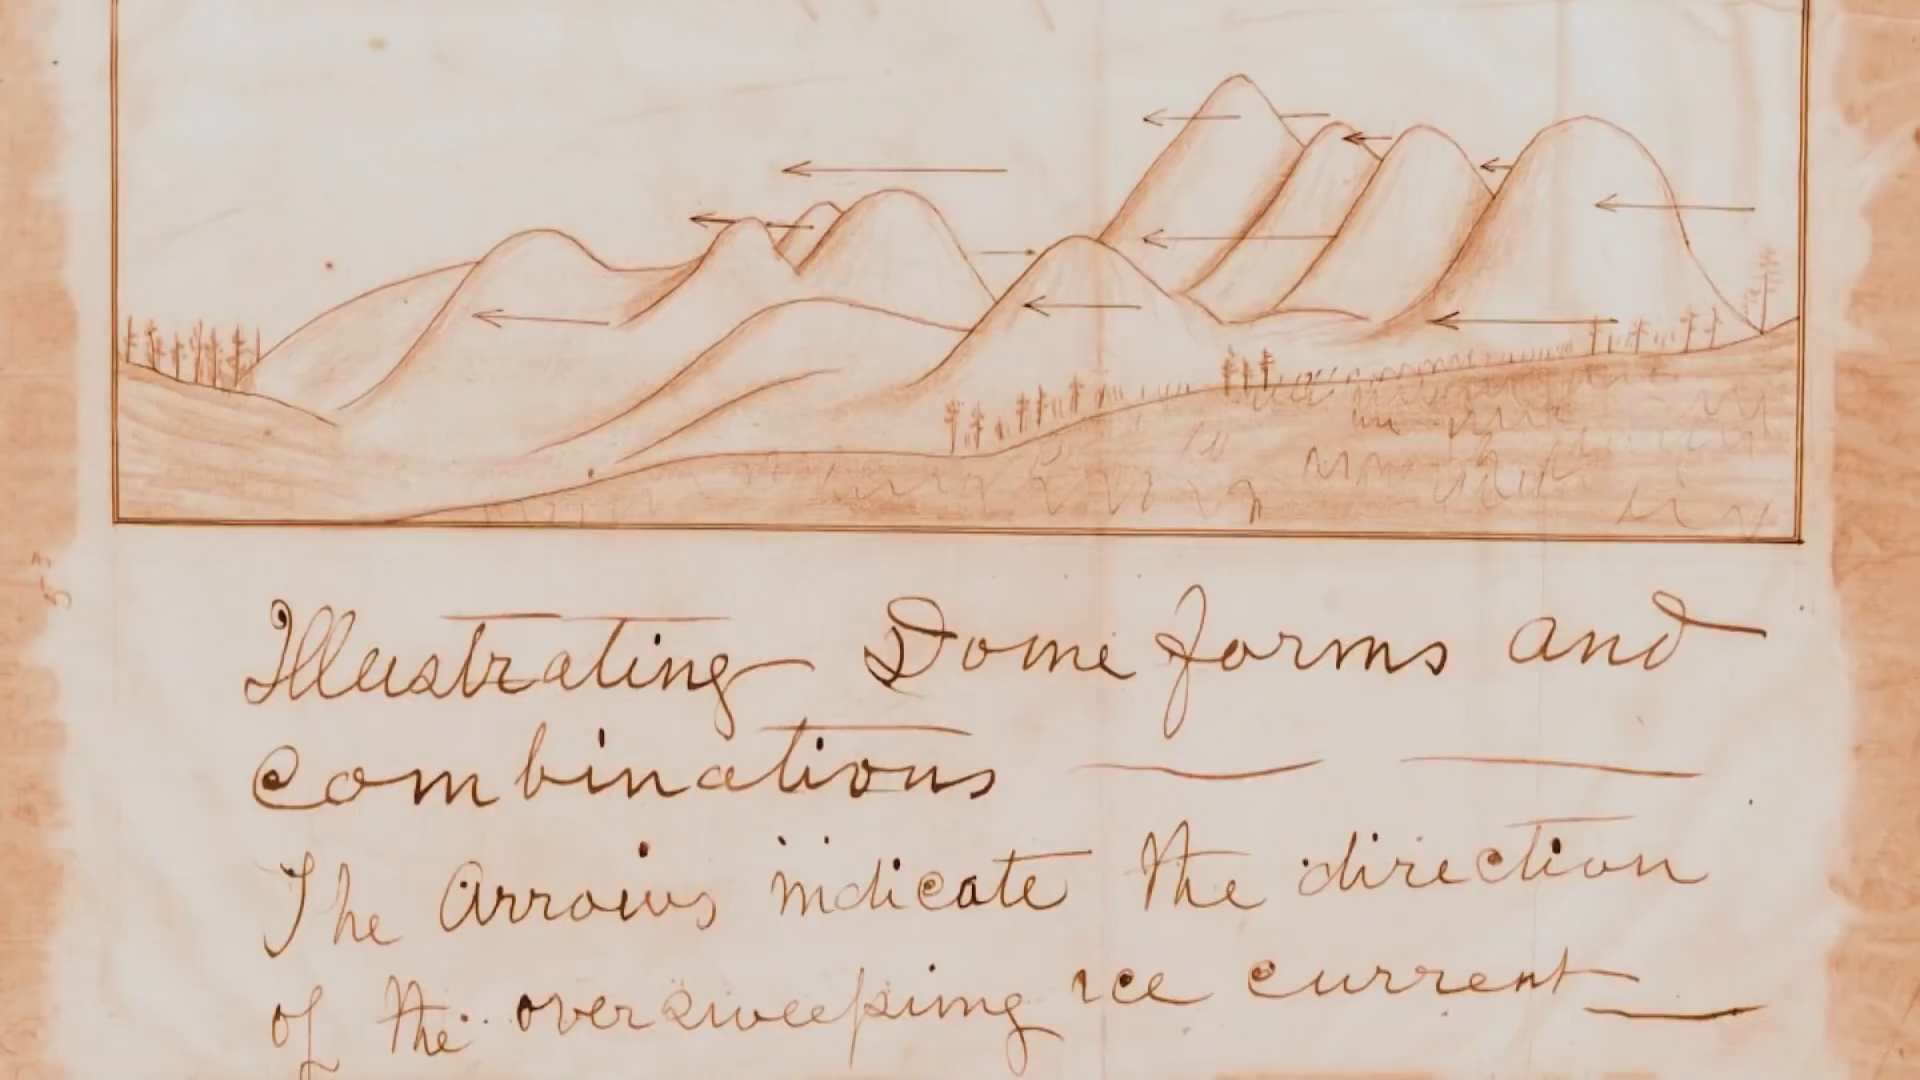 Illustrating Dome forms and
combinations
The Arrows indicate the direction
of the oversweeping ice current